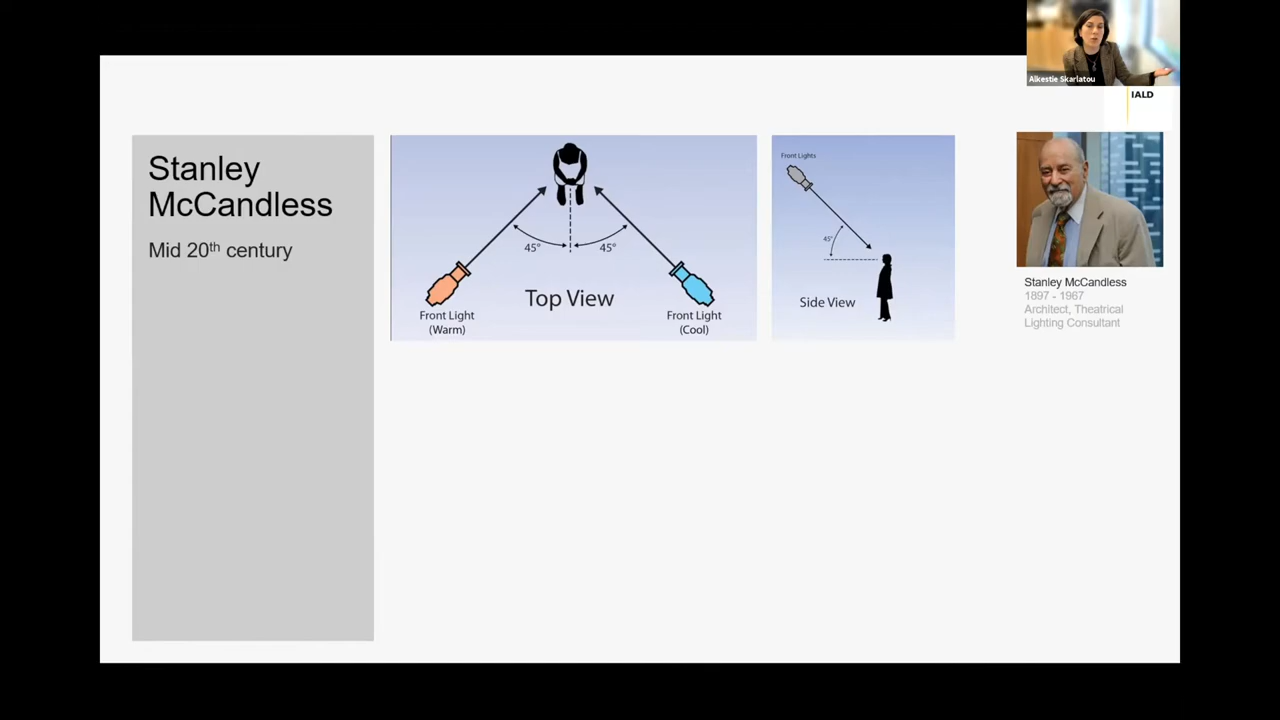 Alkestie Skarlatou
IALD
Stanley
McCandless
Mid 20th century
45°
45°
Top View
Front Light
(Warm)
Front Light
(Cool)
Front Lights
45°
Side View
Stanley McCandless
1897 - 1967
Architect, Theatrical
Lighting Consultant